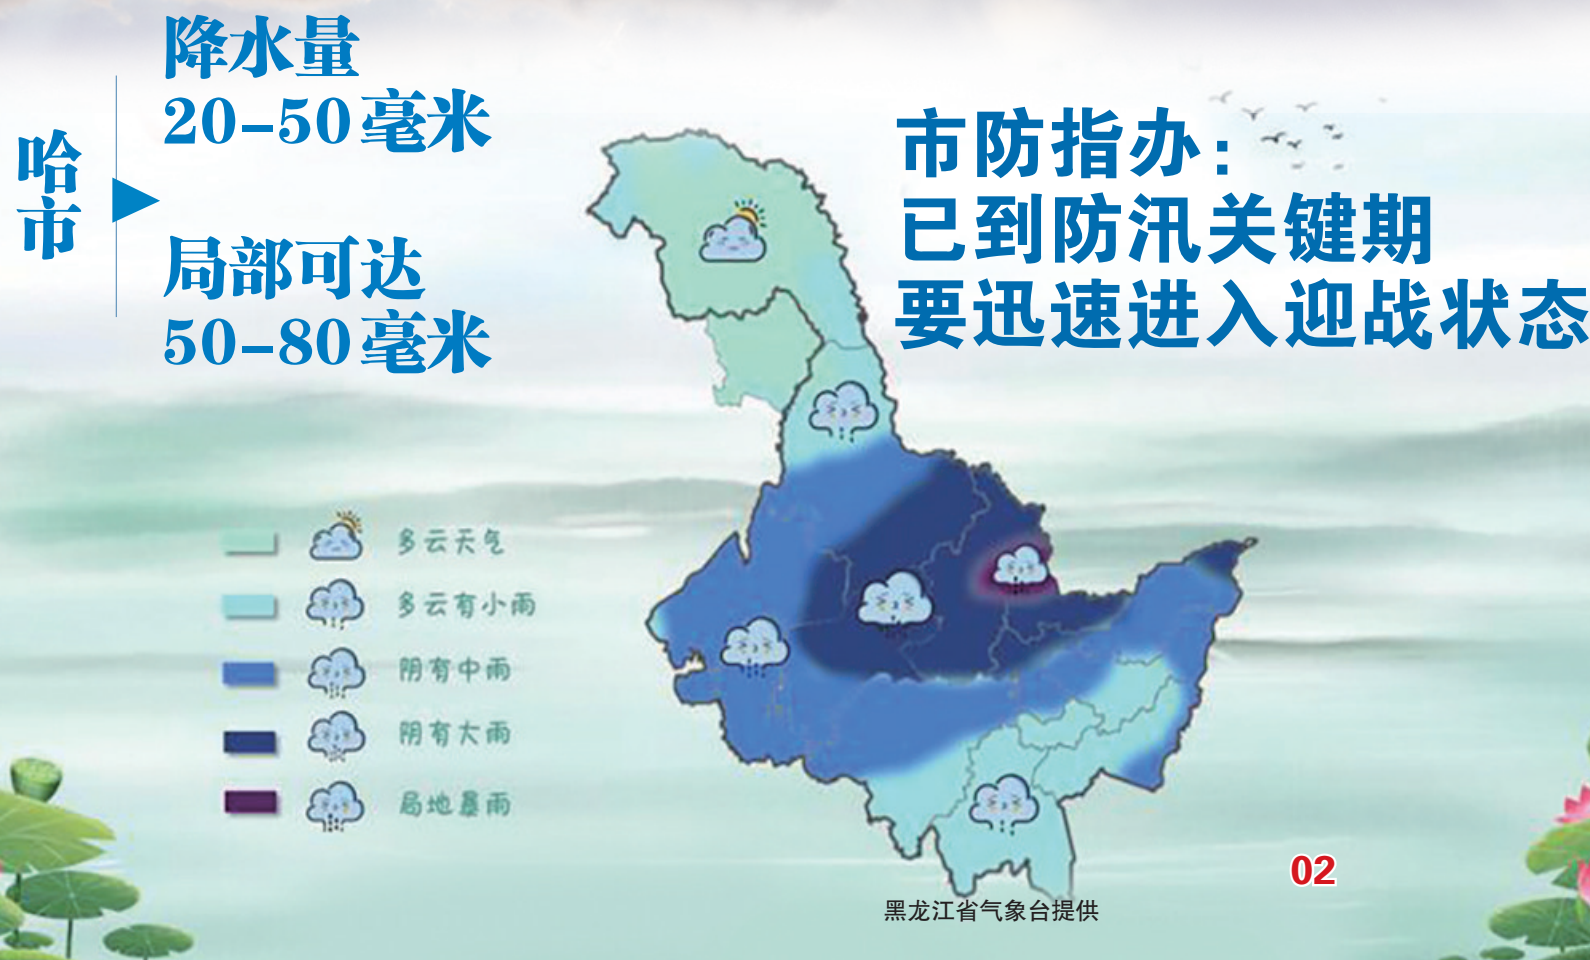 降水量
20-50毫米
哈市
局部可达
50-80毫米
市防指办:
已到防汛关键期
要迅速进入迎战状态
多云天气
多云有小雨
阴有中雨
阴有大雨
局地暴雨
02
黑龙江省气象台提供